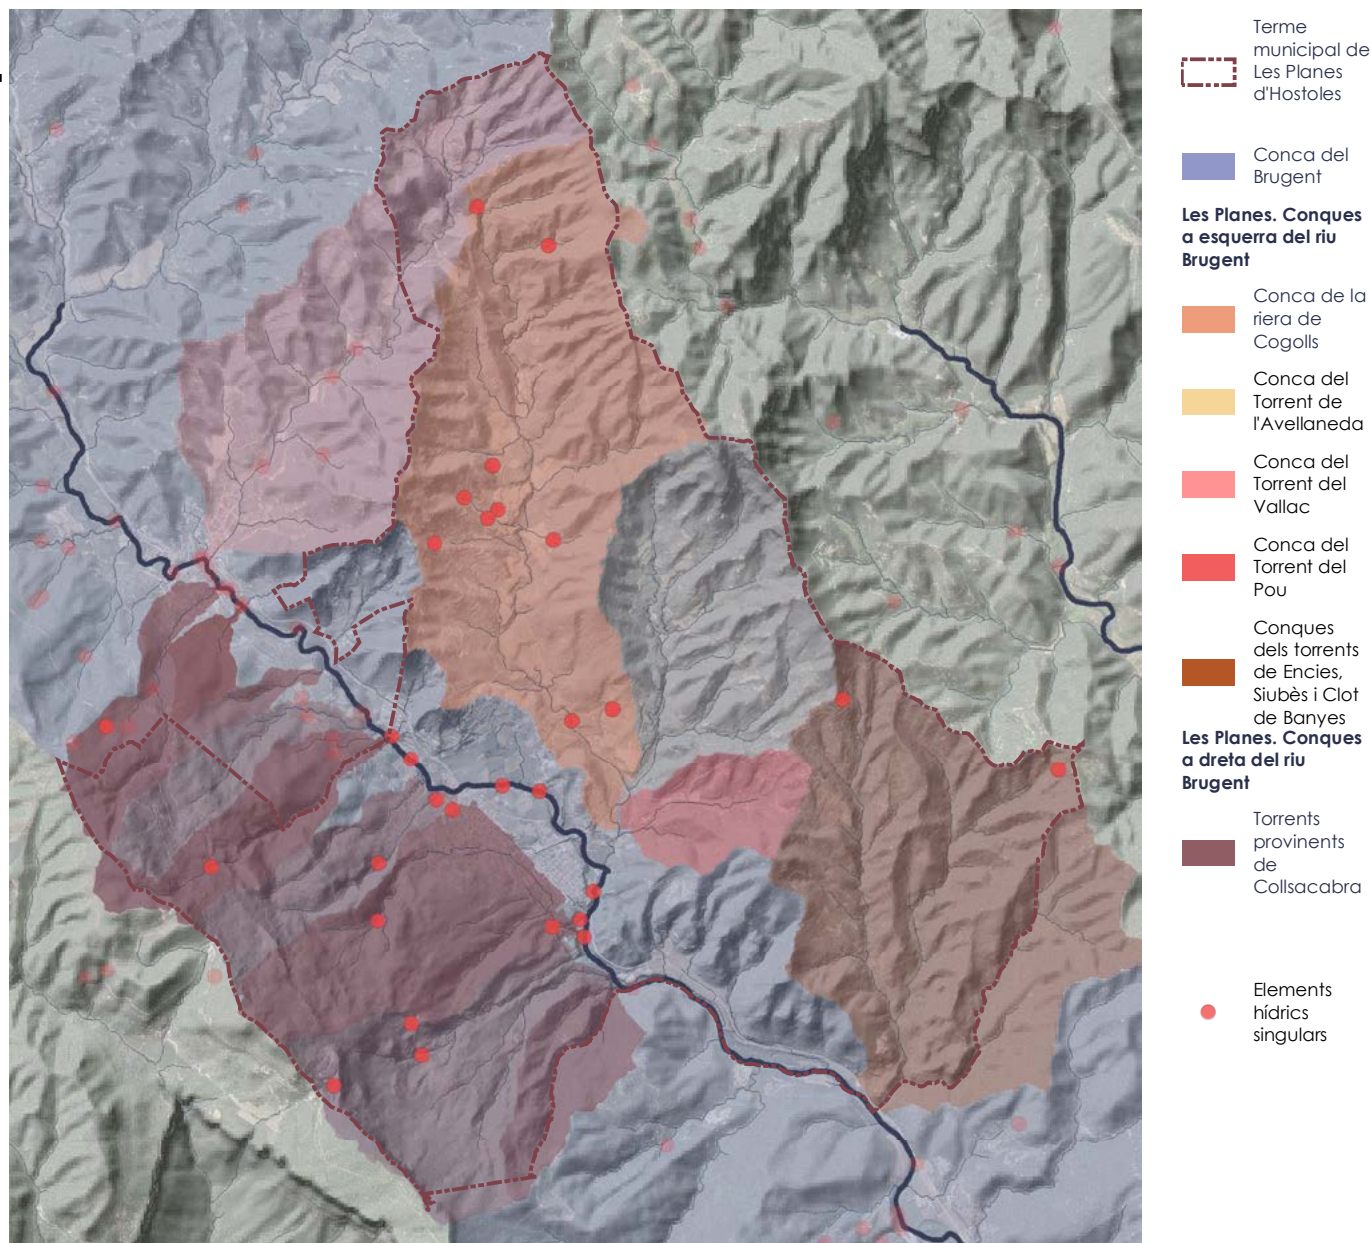 Terme
municipal de
Les Planes
d'Hostoles
Conca del
Brugent
Les Planes. Conques
a esquerra del riu
Brugent
Conca de la
riera de
Cogolls
Conca del
Torrent de
l'Avellaneda
Conca del
Torrent del
Vallac
Conca del
Torrent del
Pou
Conques
dels torrents
de Encies,
Siubès i Clot
de Banyes
Les Planes. Conques
a dreta del riu
Brugent
Torrents
provinents
de
Collsacabra
Elements
hídrics
singulars